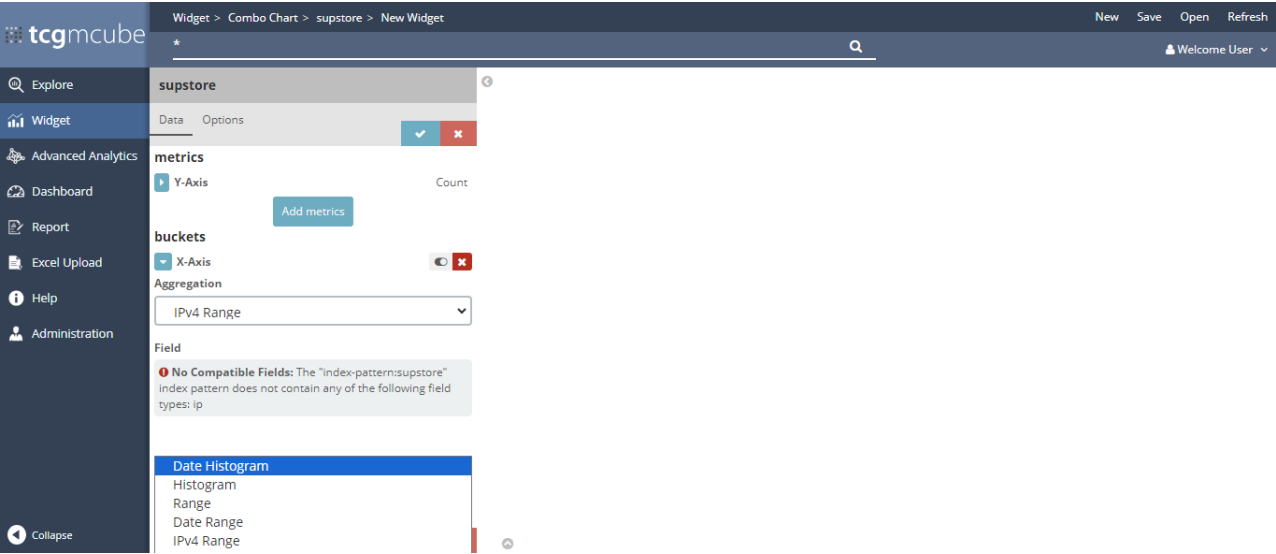 tcgmcube
Widget > Combo Chart > supstore > New Widget
New Save Open Refresh
*
Welcome User
Explore
Widget
Advanced Analytics
Dashboard
Report
Excel Upload
Help
Administration
Collapse
supstore
Data Options
metrics
Y-Axis Count
Add metrics
buckets
X-Axis
Aggregation
IPv4 Range
Field
No Compatible Fields: The "index-pattern:supstore"
index pattern does not contain any of the following field
types: ip
Date Histogram
Histogram
Range
Date Range
IPv4 Range